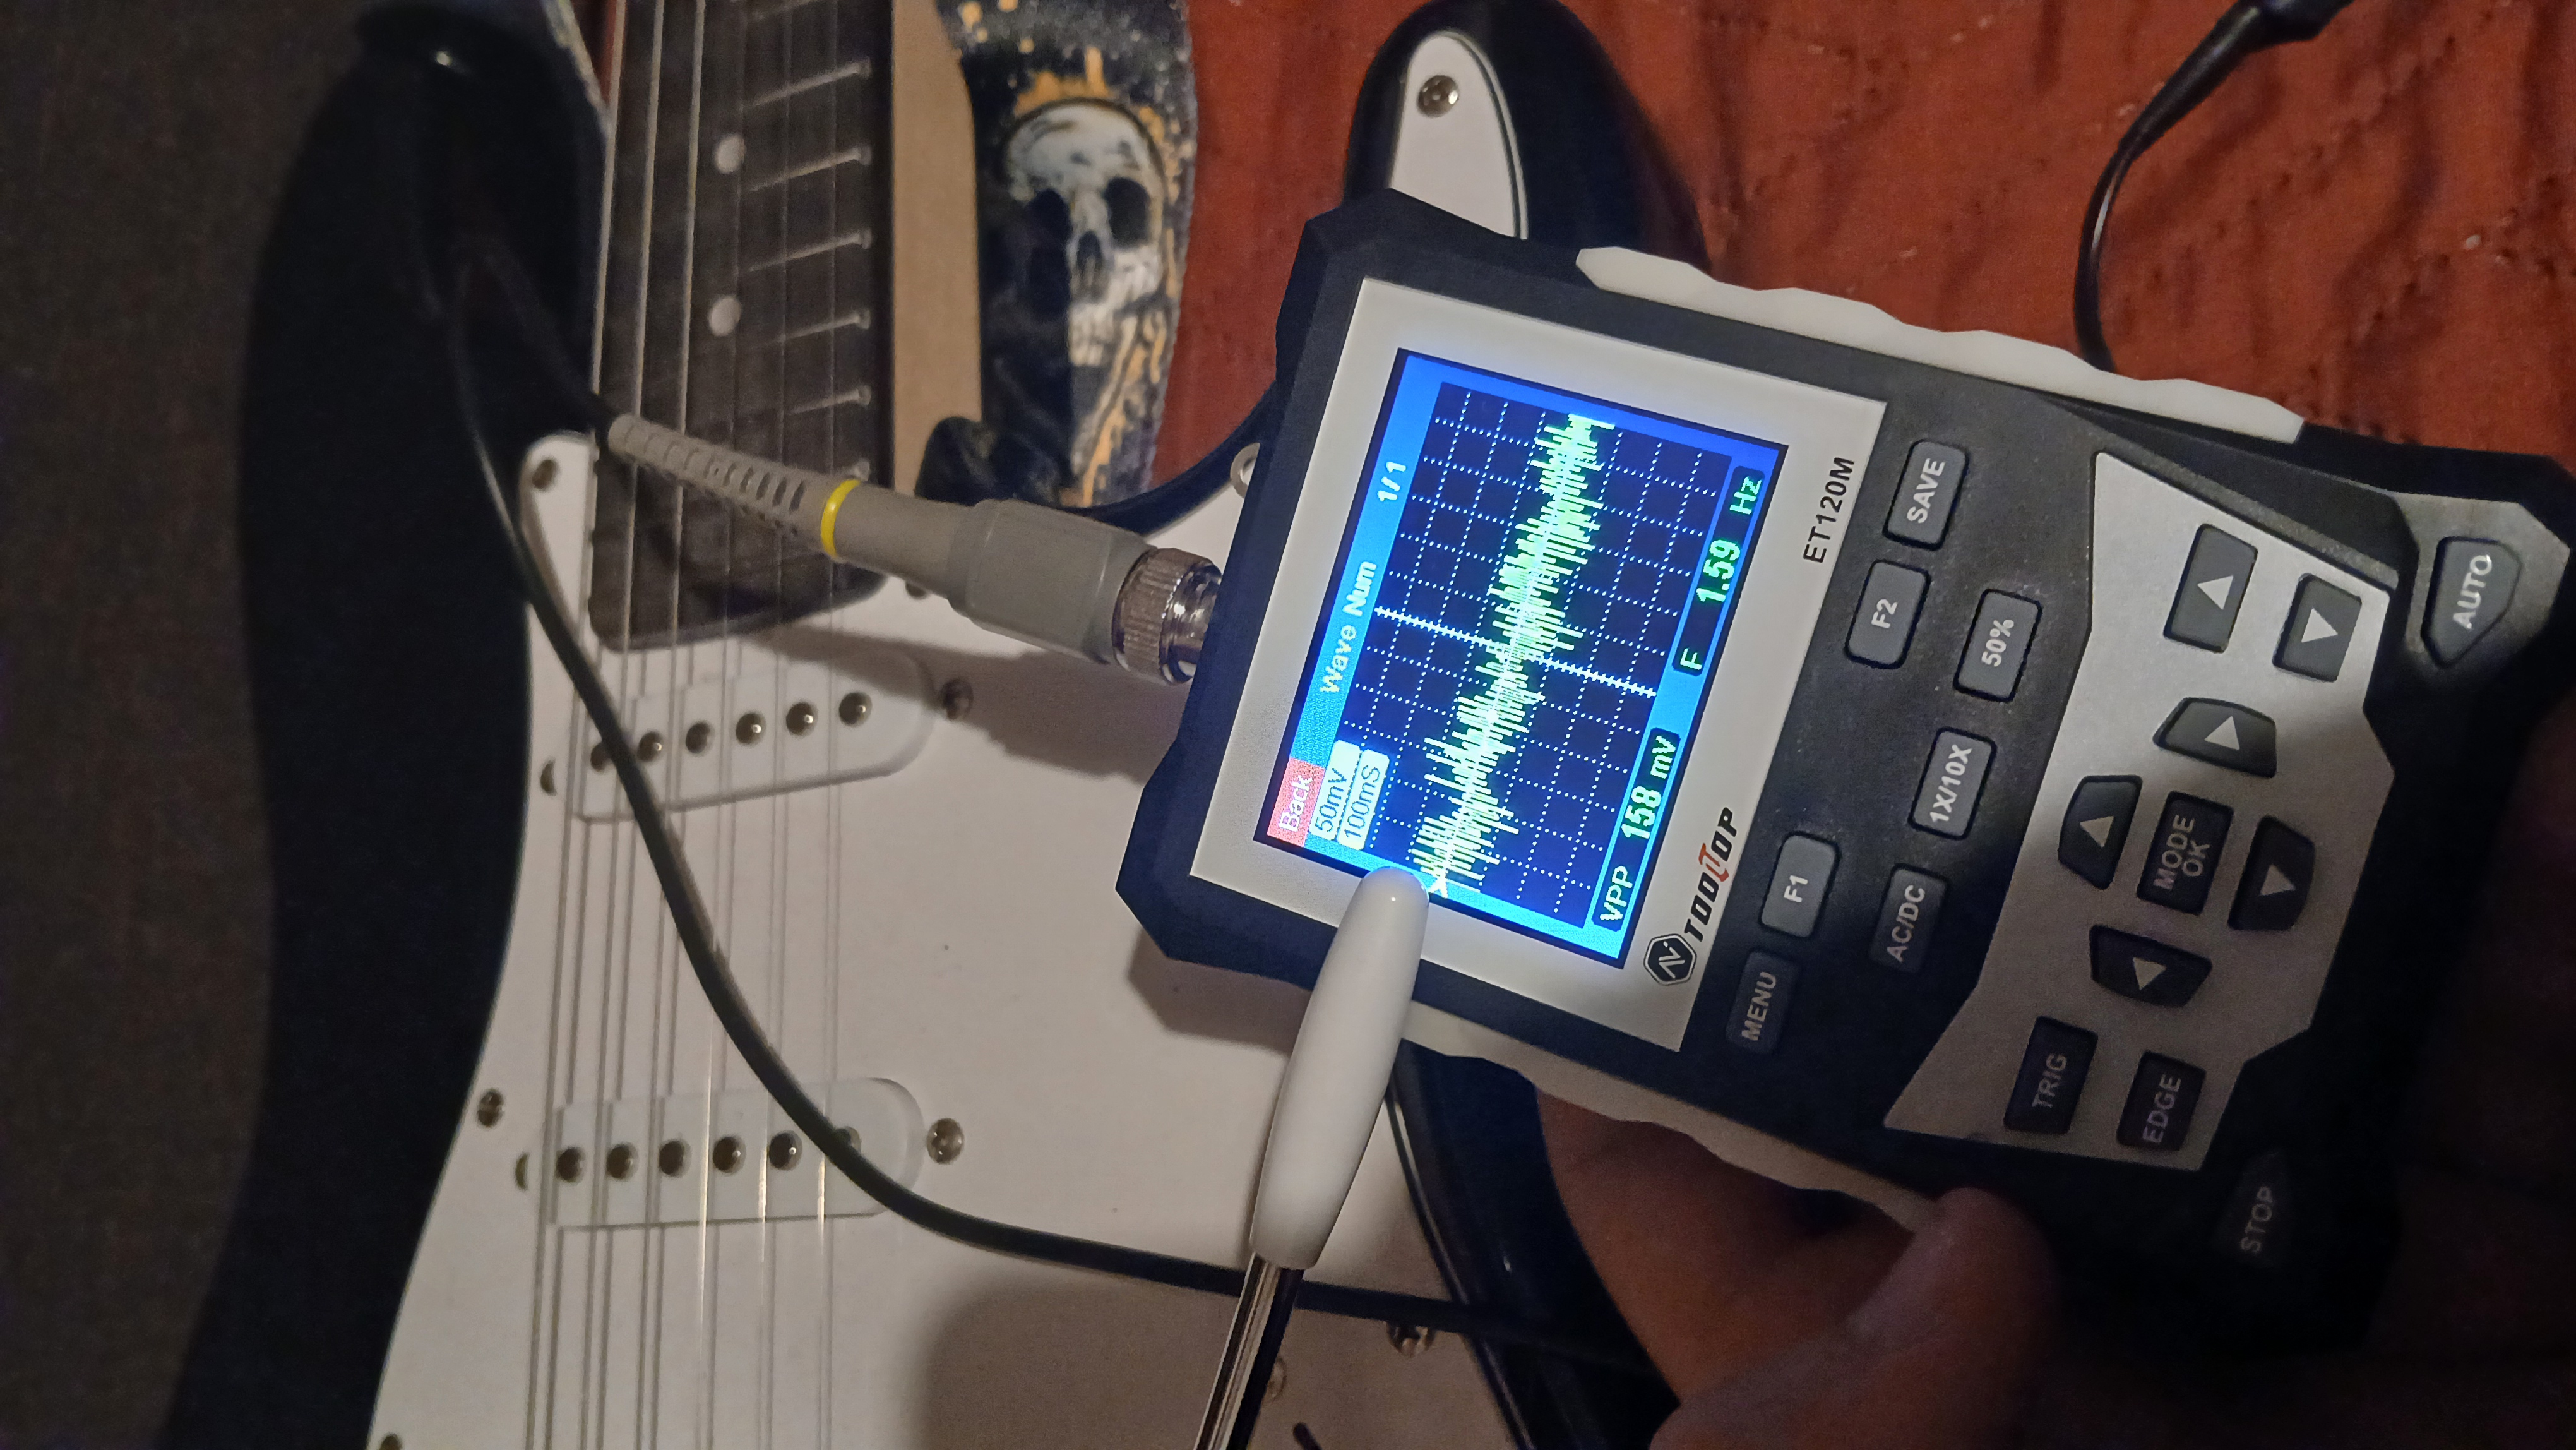 Back
Wave Num 1/1
50mV
100mS
VPP 158 mV
F 1.59 Hz
TOOLTOP
ET120M
MENU
F1
F2
SAVE
AC/DC
1X/10X
50%
TRIG
EDGE
MODE
OK
STOP
AUTO